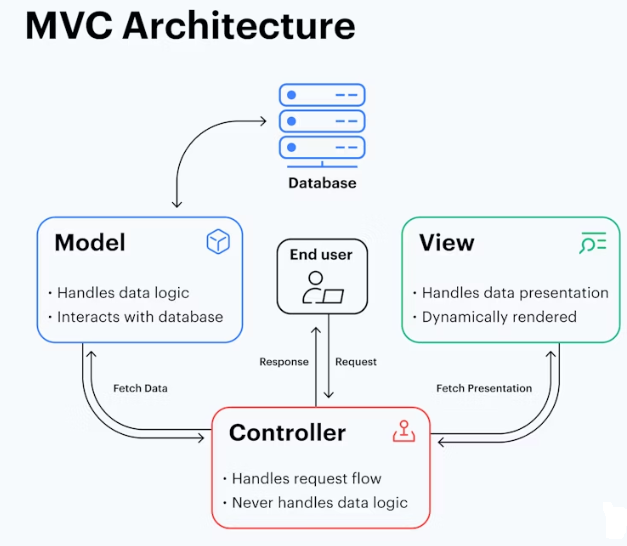 MVC Architecture
Database
Model
· Handles data logic
· Interacts with database
End user
View
· Handles data presentation
· Dynamically rendered
Response
Request
Fetch Data
Fetch Presentation
Controller
· Handles request flow
· Never handles data logic